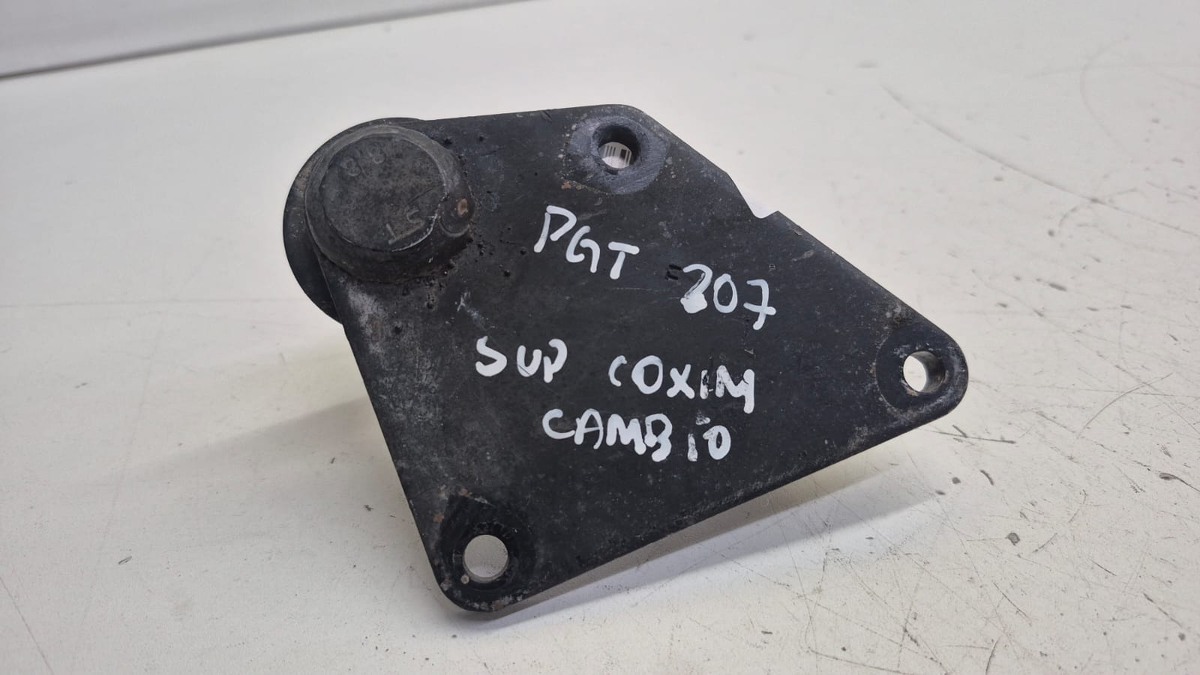 PGT 207
SUP COXIM
CAMBIO